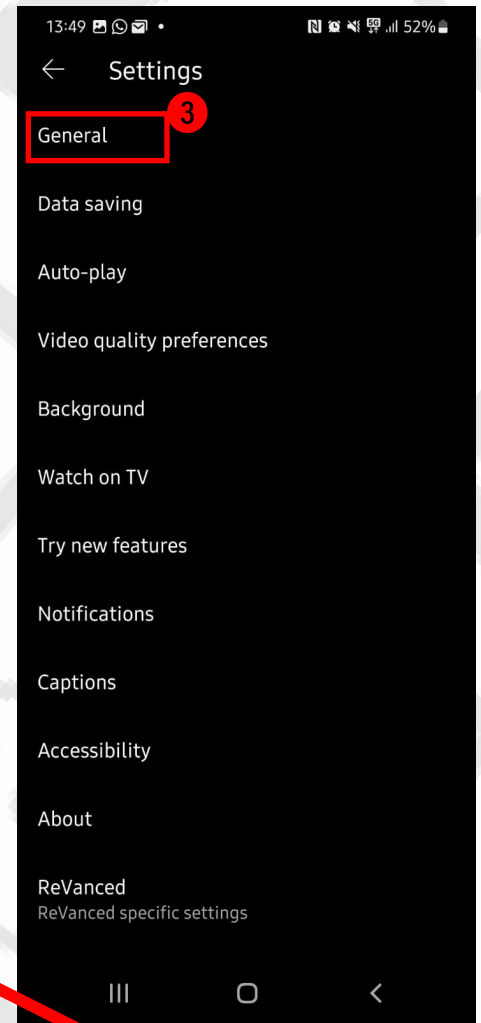 13:49 52%
Settings
3
General
Data saving
Auto-play
Video quality preferences
Background
Watch on TV
Try new features
Notifications
Captions
Accessibility
About
ReVanced
ReVanced specific settings